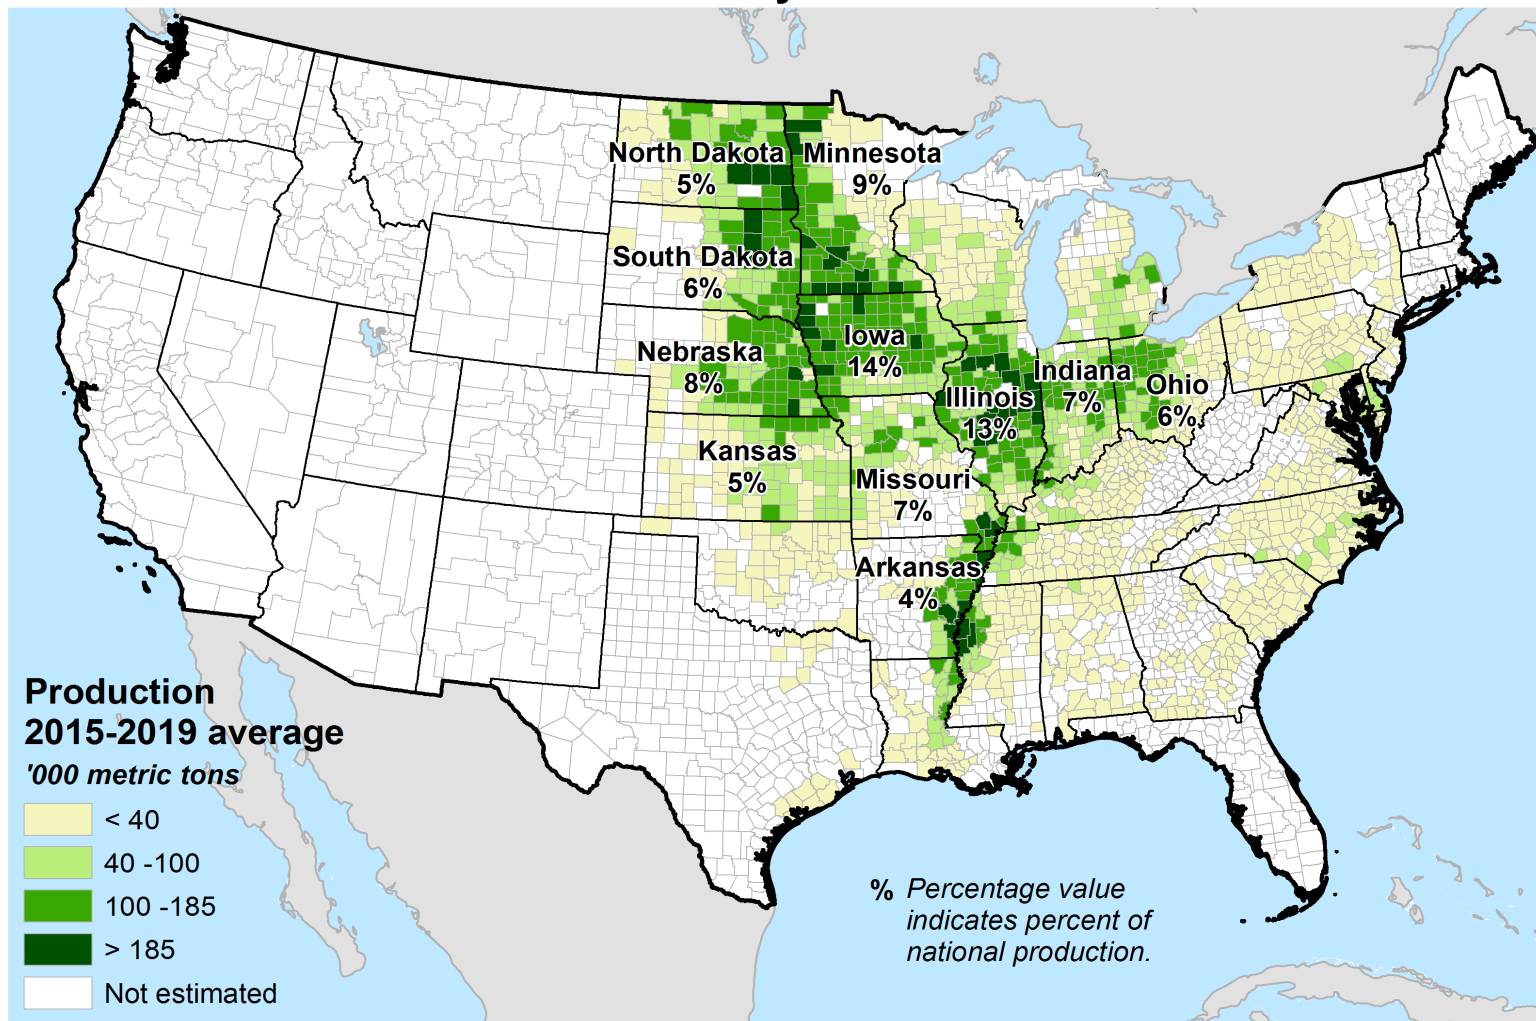 North Dakota
5%
Minnesota
9%
South Dakota
6%
Iowa
14%
Nebraska
8%
Indiana
7%
Ohio
6%
Illinois
13%
Kansas
5%
Missouri
7%
Arkansas
4%
Production
2015-2019 average
'000 metric tons
< 40
40 -100
100 -185
> 185
Not estimated
% Percentage value
indicates percent of
national production.